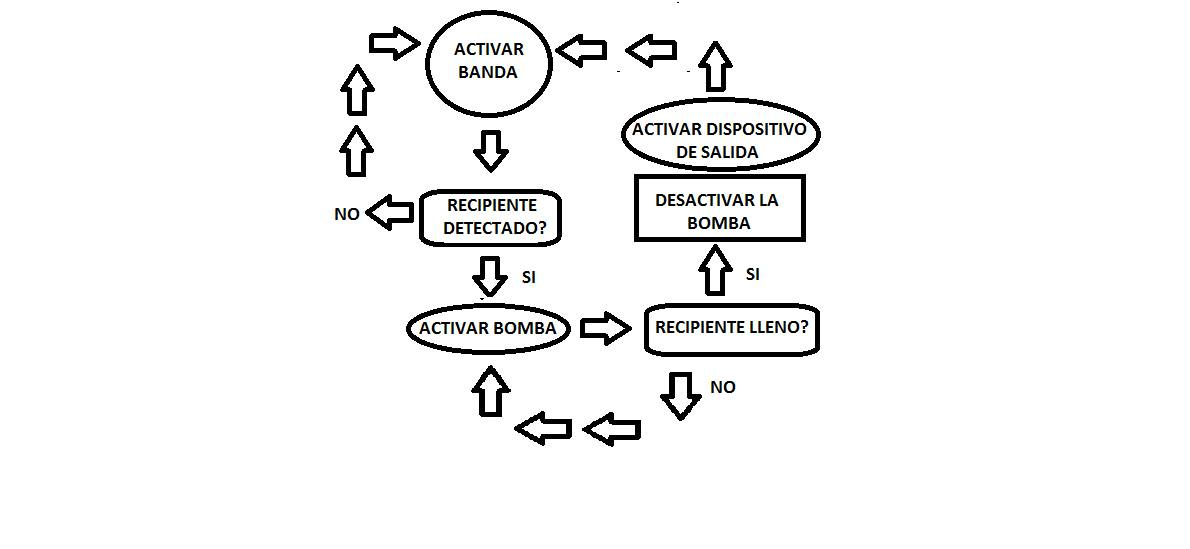 ACTIVAR
BANDA
RECIPIENTE
DETECTADO?
NO
SI
ACTIVAR BOMBA
RECIPIENTE LLENO?
NO
SI
DESACTIVAR LA
BOMBA
ACTIVAR DISPOSITIVO
DE SALIDA